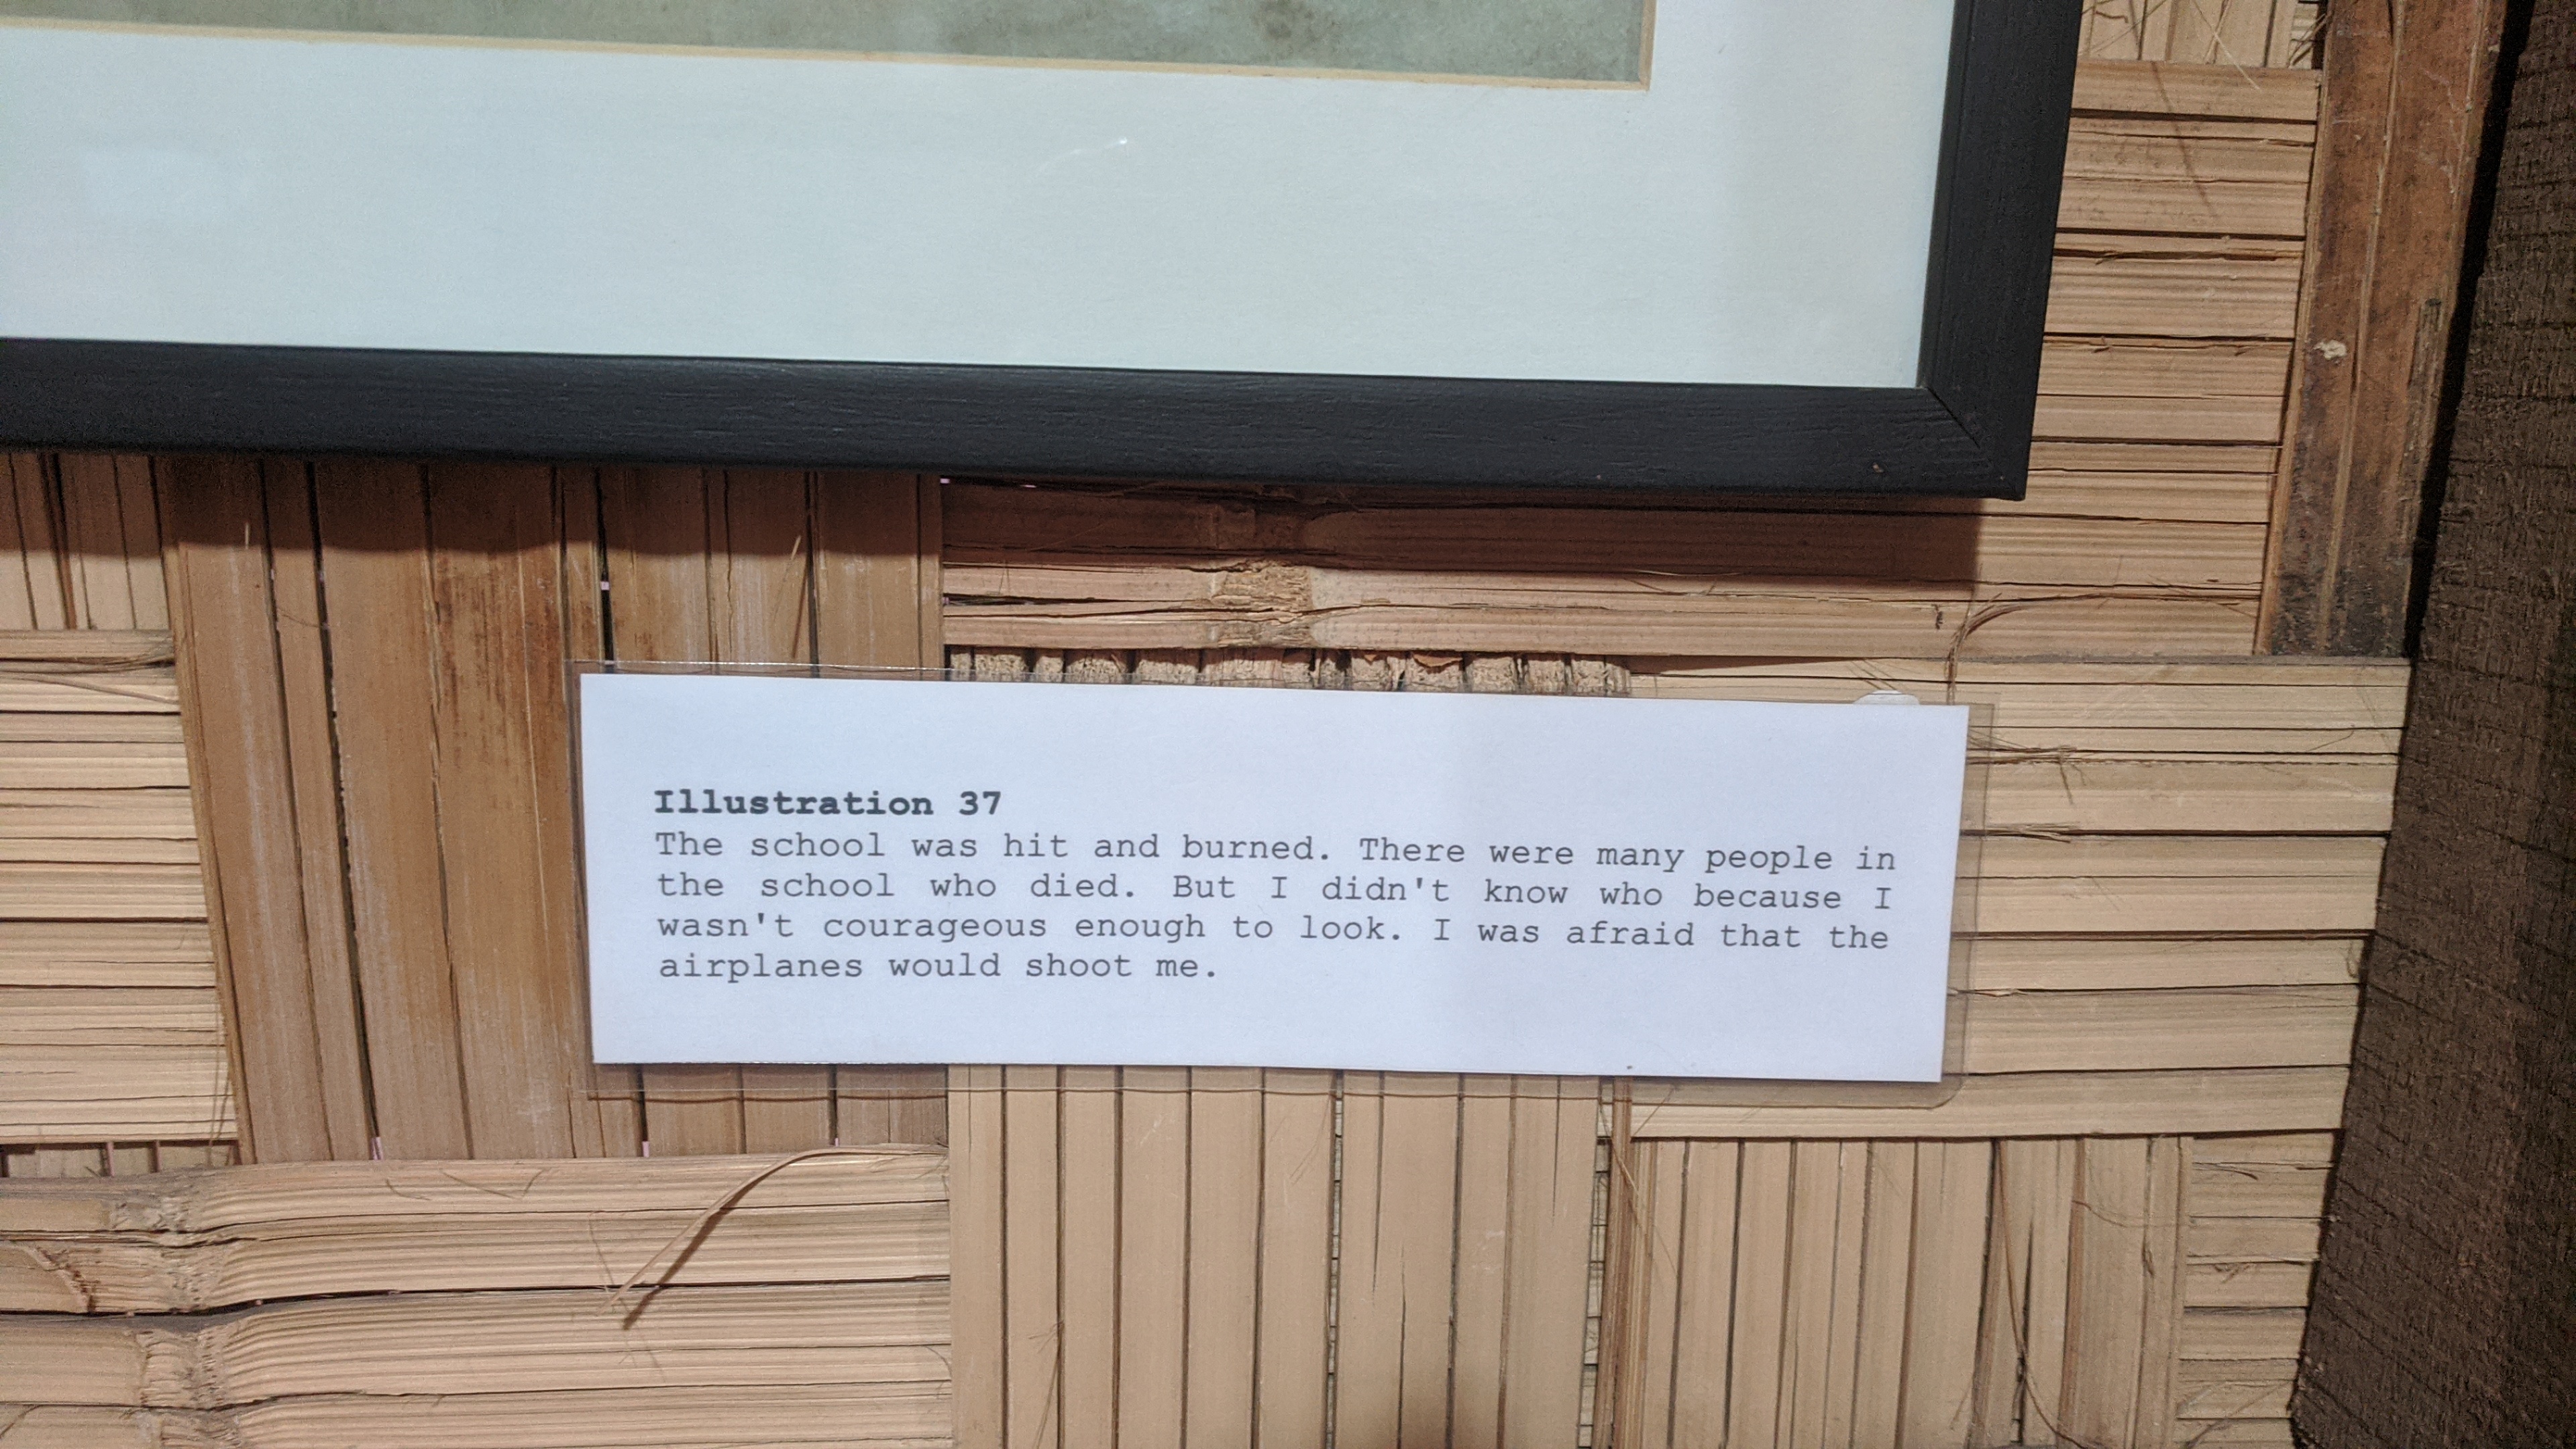 Illustration 37
The school was hit and burned. There were many people in
the school who died. But I didn't know who because I
wasn't courageous enough to look. I was afraid that the
airplanes would shoot me.